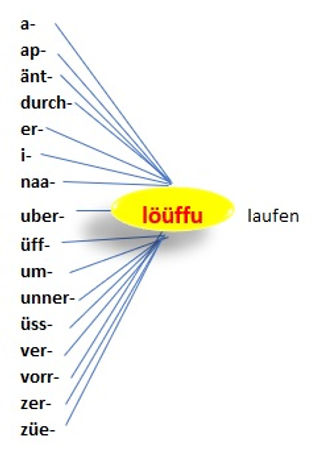 a-
ap-
änt-
durch-
er-
i-
naa-
uber-
löüffu
laufen
üff-
um-
unner-
üss-
ver-
vorr-
zer-
züe-